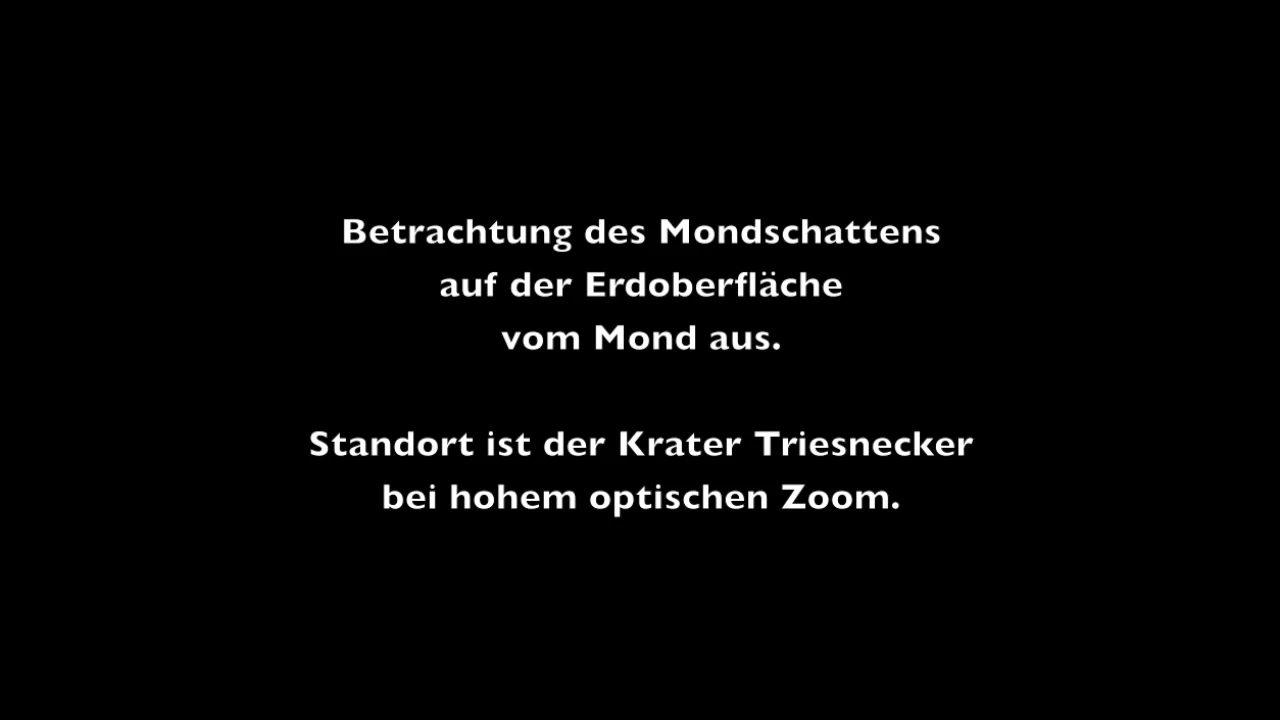 Betrachtung des Mondschattens
auf der Erdoberfläche
vom Mond aus.
Standort ist der Krater Triesnecker
bei hohem optischen Zoom.